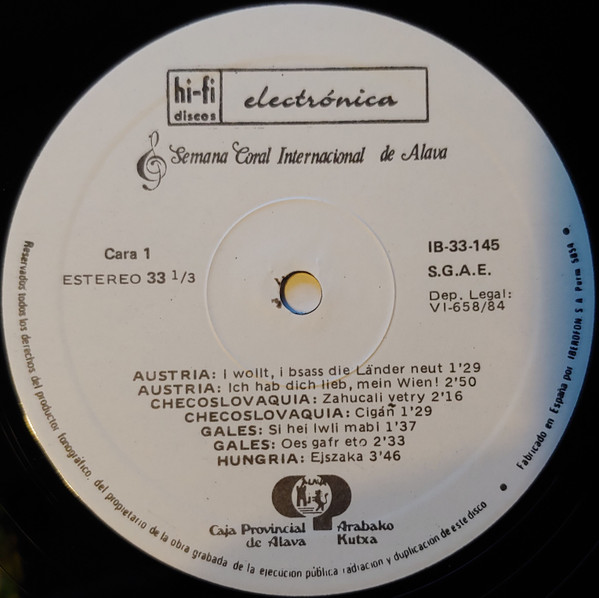 hi-fi
discos
electrónica
Semana Coral Internacional de Alava
Cara 1
ESTEREO 33 1/3
IB-33-145
S.G.A.E.
Dep. Legal:
VI-658/84
AUSTRIA: I wollt, i bsass die Länder neut 1'29
AUSTRIA: Ich hab dich lieb, mein Wien! 2'50
CHECOSLOVAQUIA: Zahucali vetry 2'16
CHECOSLOVAQUIA: Cigáñ 1'29
GALES: Si hei lwli mabi 1'37
GALES: Oes gafr eto 2'33
HUNGRIA: Ejszaka 3'46
ALAVA
Caja Provincial
de Alava
Arabako
Kutxa
Reservados todos los derechos del productor fonográfico, del propietario de la obra grabada, de la ejecución pública radiación y duplicación de este disco
Fabricado en España por IBEROFON S A Perm 5054